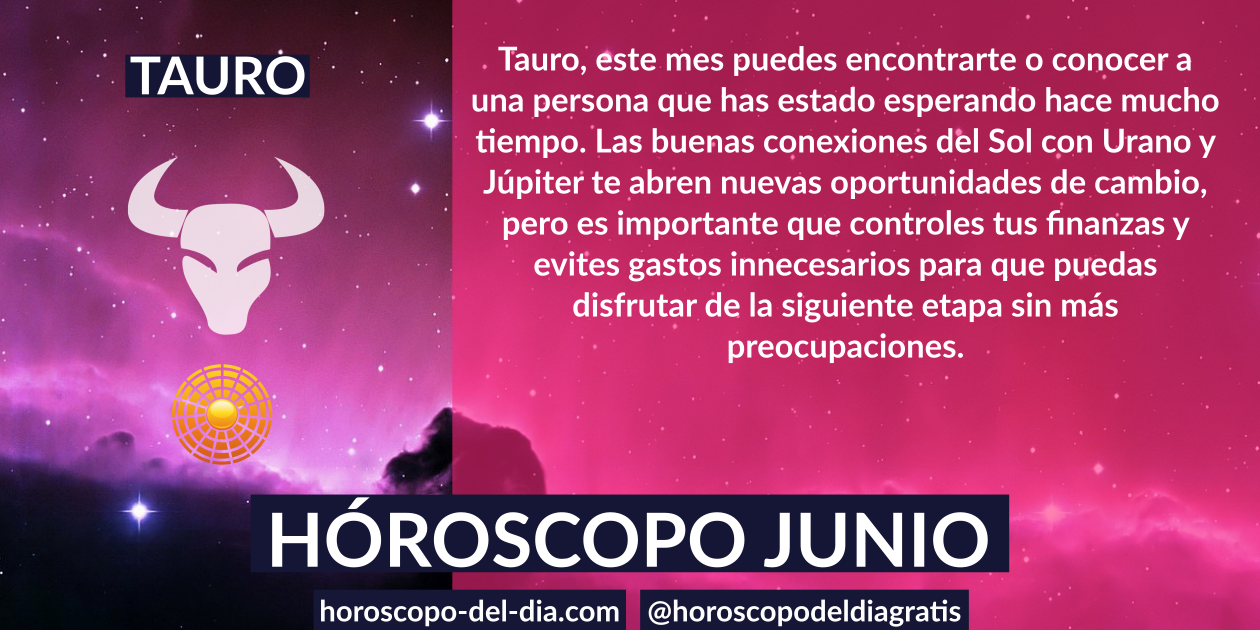 TAURO
Tauro, este mes puedes encontrarte o conocer a
una persona que has estado esperando hace mucho
tiempo. Las buenas conexiones del Sol con Urano y
Júpiter te abren nuevas oportunidades de cambio,
pero es importante que controles tus finanzas y
evites gastos innecesarios para que puedas
disfrutar de la siguiente etapa sin más
preocupaciones.
HÓROSCOPO JUNIO
horoscopo-del-dia.com
@horoscopodeldiagratis